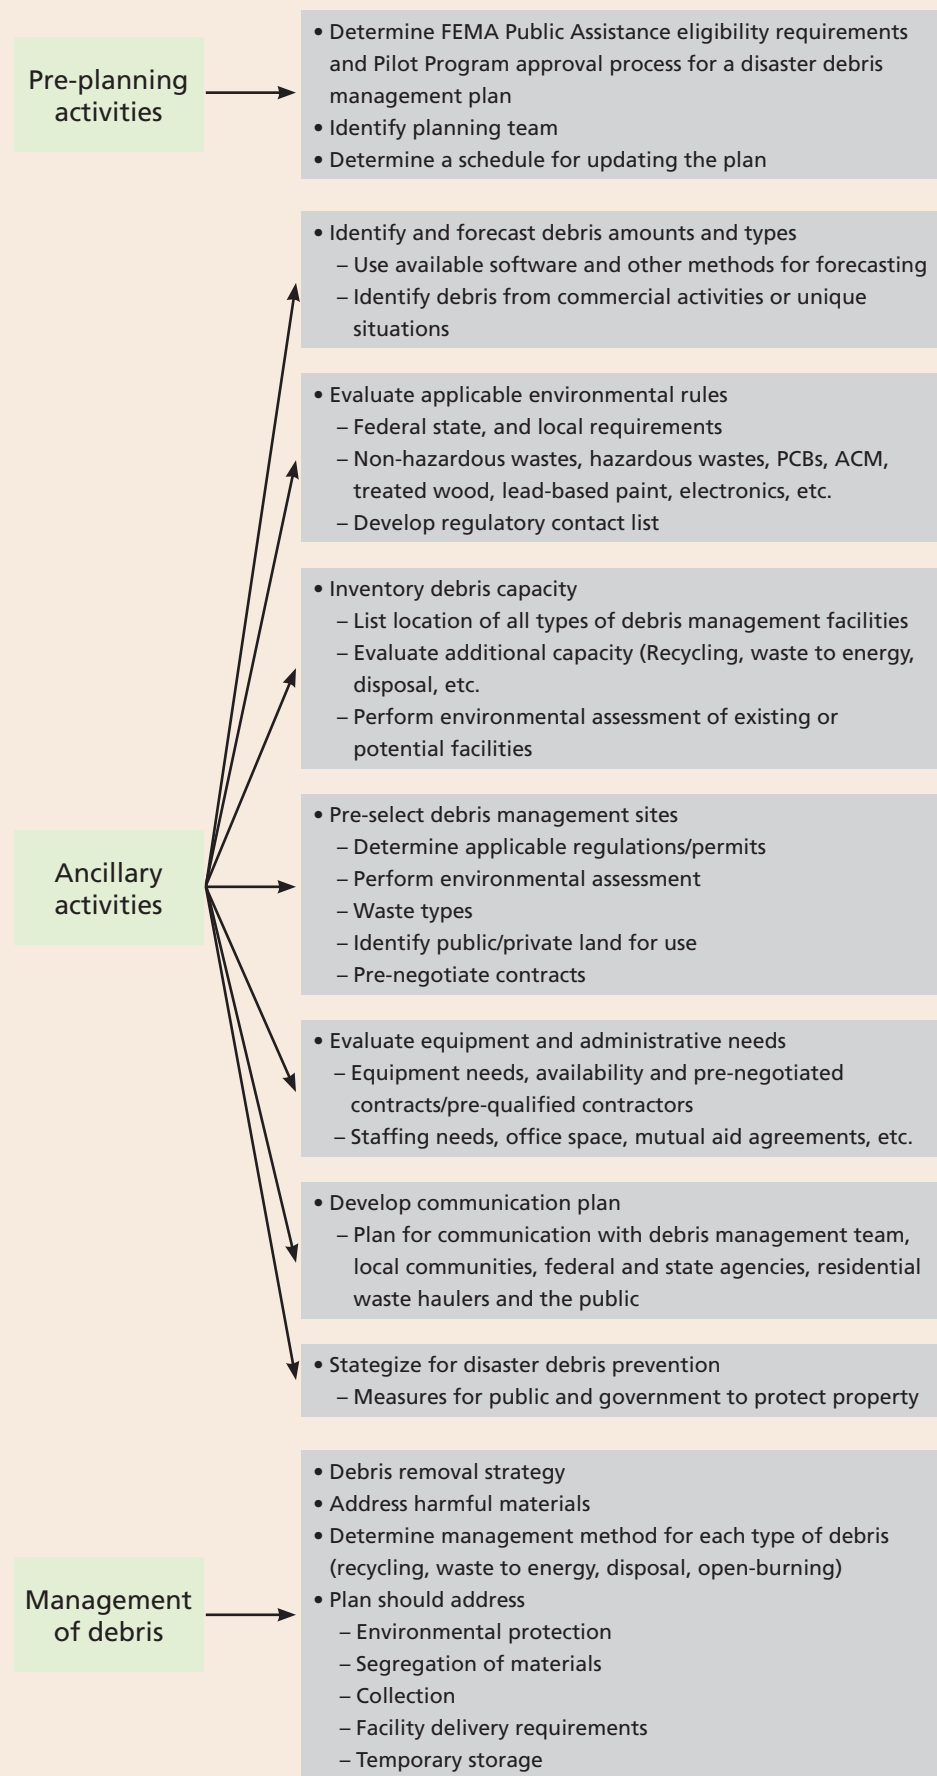 Pre-planning
activities
• Determine FEMA Public Assistance eligibility requirements
and Pilot Program approval process for a disaster debris
management plan
• Identify planning team
• Determine a schedule for updating the plan
Ancillary
activities
• Identify and forecast debris amounts and types
– Use available software and other methods for forecasting
– Identify debris from commercial activities or unique
situations
• Evaluate applicable environmental rules
– Federal state, and local requirements
– Non-hazardous wastes, hazardous wastes, PCBs, ACM,
treated wood, lead-based paint, electronics, etc.
– Develop regulatory contact list
• Inventory debris capacity
– List location of all types of debris management facilities
– Evaluate additional capacity (Recycling, waste to energy,
disposal, etc.
– Perform environmental assessment of existing or
potential facilities
• Pre-select debris management sites
– Determine applicable regulations/permits
– Perform environmental assessment
– Waste types
– Identify public/private land for use
– Pre-negotiate contracts
• Evaluate equipment and administrative needs
– Equipment needs, availability and pre-negotiated
contracts/pre-qualified contractors
– Staffing needs, office space, mutual aid agreements, etc.
• Develop communication plan
– Plan for communication with debris management team,
local communities, federal and state agencies, residential
waste haulers and the public
• Stategize for disaster debris prevention
– Measures for public and government to protect property
Management
of debris
• Debris removal strategy
• Address harmful materials
• Determine management method for each type of debris
(recycling, waste to energy, disposal, open-burning)
• Plan should address
– Environmental protection
– Segregation of materials
– Collection
– Facility delivery requirements
– Temporary storage